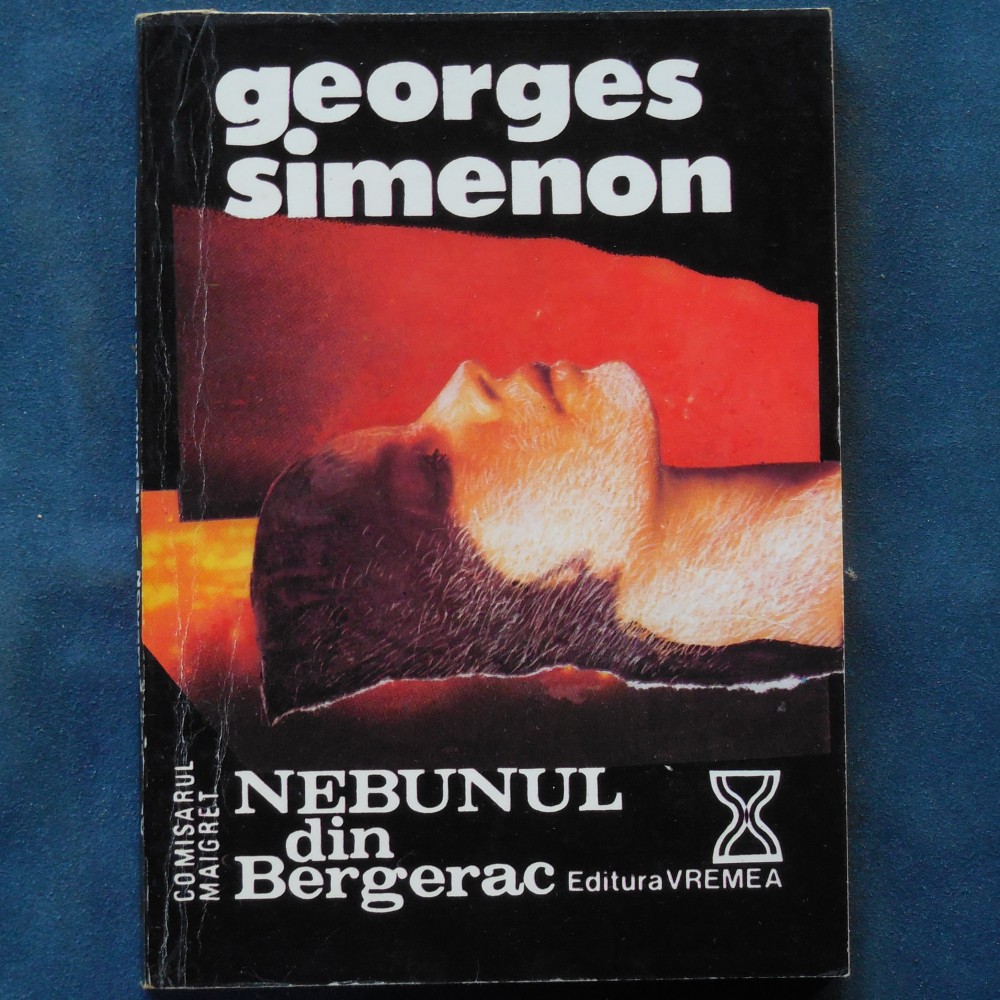 georges
simenon
COMISARUL
MAIGRET
NEBUNUL
din
Bergerac
Editura VREMEA